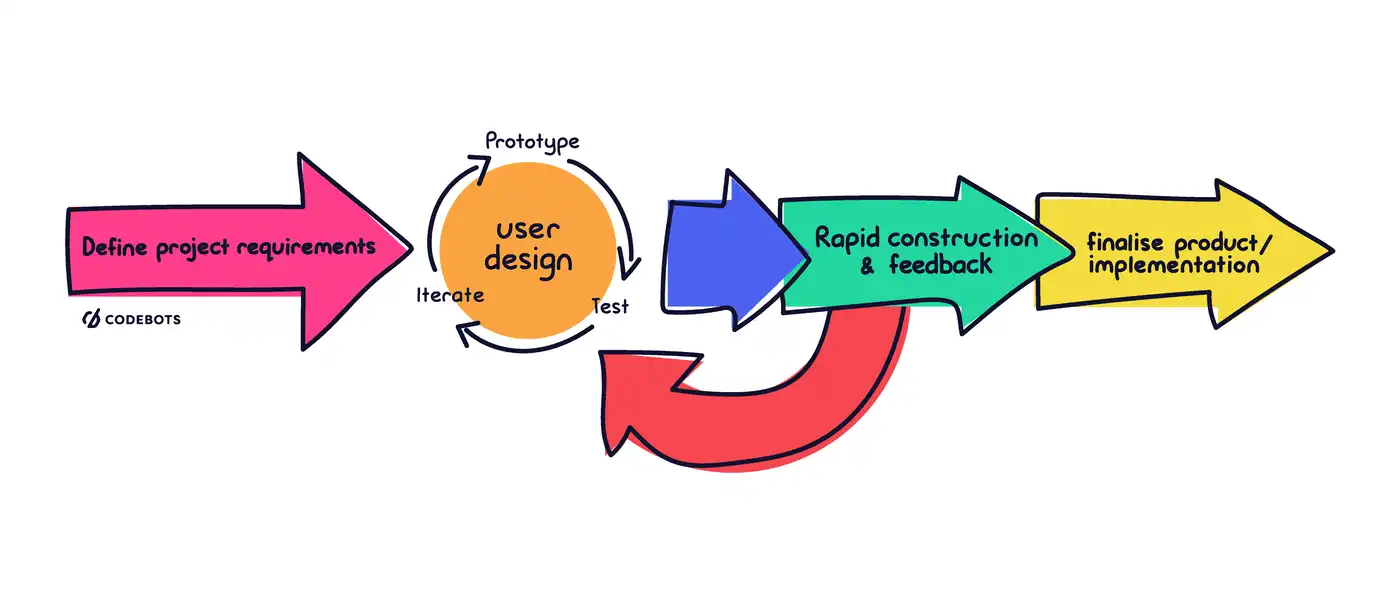 Define project requirements
CODEBOTS
Prototype
user
design
Iterate
Test
Rapid construction
& feedback
finalise product/
implementation